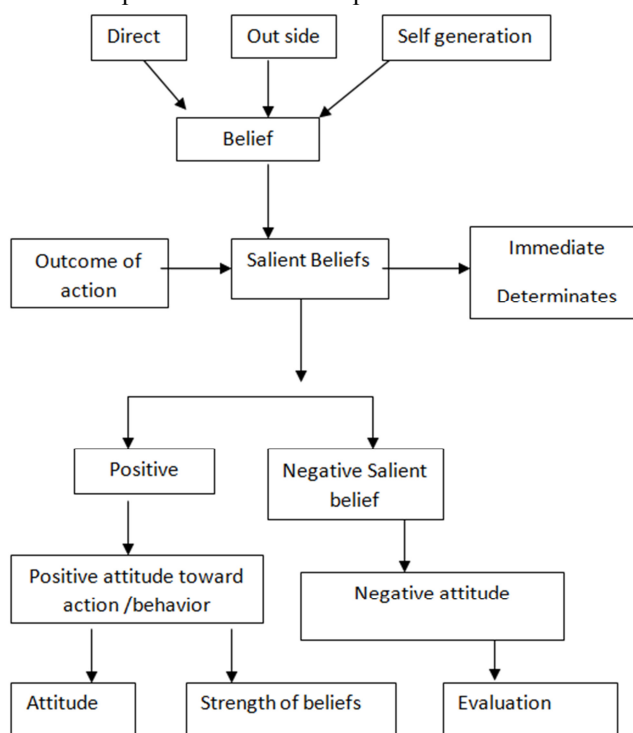 Direct
Out side
Self generation
Belief
Outcome of
action
Salient Beliefs
Immediate
Determinates
Positive
Negative Salient
belief
Positive attitude toward
action /behavior
Negative attitude
Attitude
Strength of beliefs
Evaluation